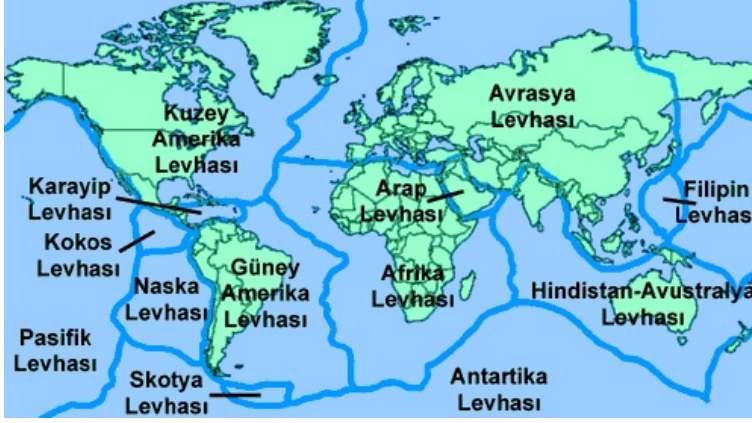 Kuzey
Amerika
Levhası
Avrasya
Levhası
Karayip
Levhası
Arap
Levhası
Filipin
Levhas
Kokos
Levhası
Naska
Levhası
Güney
Amerika
Levhası
Afrika
Levhası
Hindistan-Avustralya
Levhası
Pasifik
Levhası
Skotya
Levhası
Antartika
Levhası